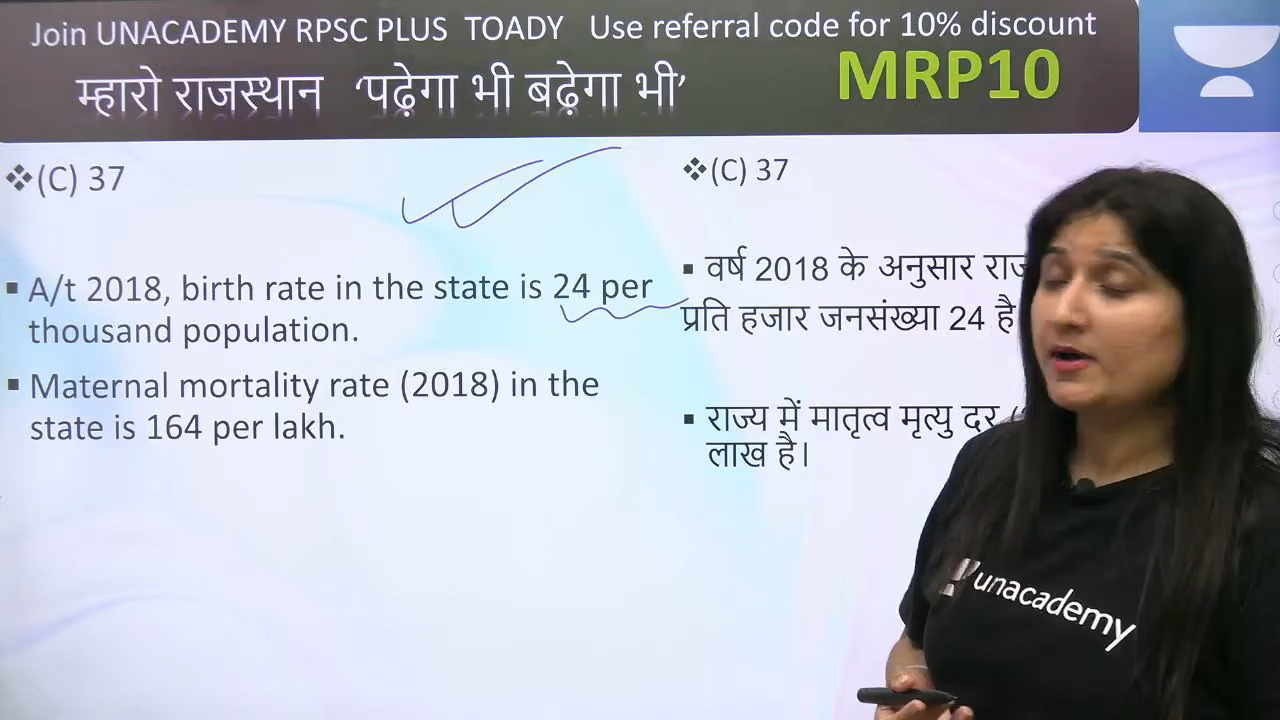 Join UNACADEMY RPSC PLUS TOADY Use referral code for 10% discount
म्हारो राजस्थान ‘पढ़ेगा भी बढ़ेगा भी’
MRP10
❖(C) 37
▪ A/t 2018, birth rate in the state is 24 per
thousand population.
▪ Maternal mortality rate (2018) in the
state is 164 per lakh.
❖(C) 37
▪ वर्ष 2018 के अनुसार
प्रति हजार जनसंख्या 24 है
▪ राज्य में मातृत्व मृत्यु दर
लाख है।
unacademy